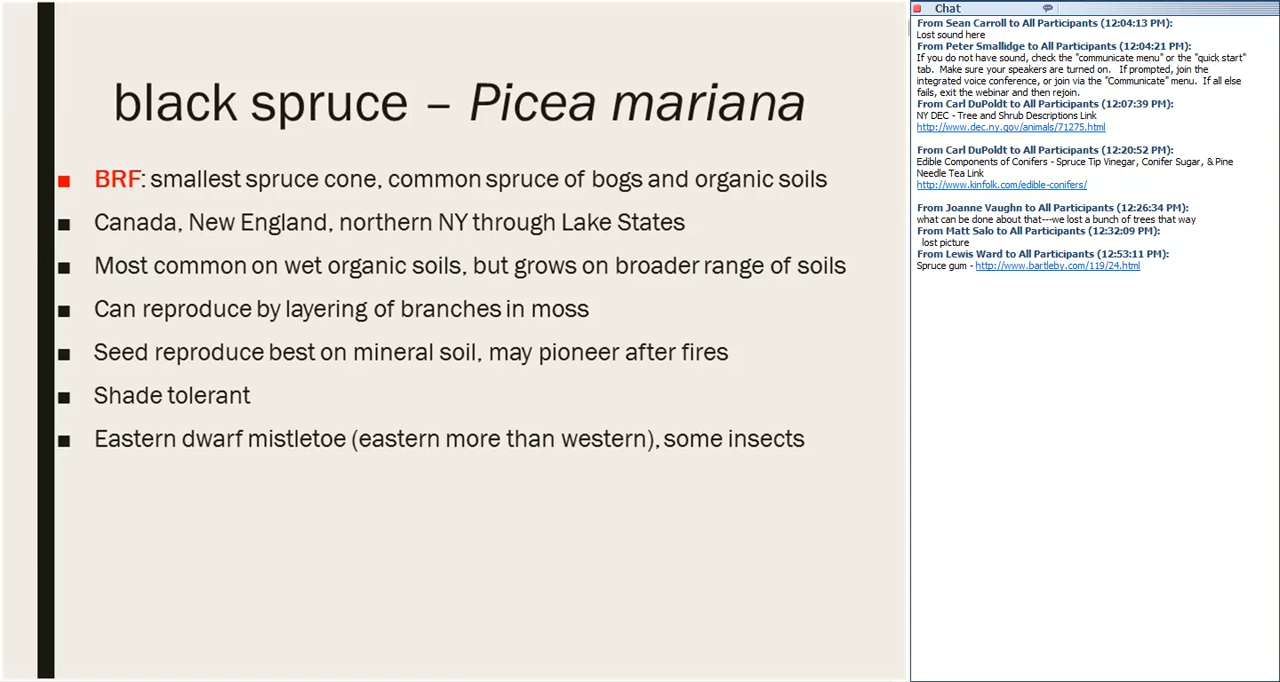 black spruce – Picea mariana
BRF: smallest spruce cone, common spruce of bogs and organic soils
Canada, New England, northern NY through Lake States
Most common on wet organic soils, but grows on broader range of soils
Can reproduce by layering of branches in moss
Seed reproduce best on mineral soil, may pioneer after fires
Shade tolerant
Eastern dwarf mistletoe (eastern more than western), some insects
Chat
From Sean Carroll to All Participants (12:04:13 PM):
Lost sound here
From Peter Smallidge to All Participants (12:04:21 PM):
If you do not have sound, check the "communicate menu" or the "quick start"
tab. Make sure your speakers are turned on. If prompted, join the
integrated voice conference, or join via the "Communicate" menu. If all else
fails, exit the webinar and then rejoin.
From Carl DuPoldt to All Participants (12:07:39 PM):
NY DEC - Tree and Shrub Descriptions Link
http://www.dec.ny.gov/animals/71275.html
From Carl DuPoldt to All Participants (12:20:52 PM):
Edible Components of Conifers - Spruce Tip Vinegar, Conifer Sugar, & Pine
Needle Tea Link
http://www.kinfolk.com/edible-conifers/
From Joanne Vaughn to All Participants (12:26:34 PM):
what can be done about that---we lost a bunch of trees that way
From Matt Salo to All Participants (12:32:09 PM):
lost picture
From Lewis Ward to All Participants (12:53:11 PM):
Spruce gum - http://www.bartleby.com/119/24.html